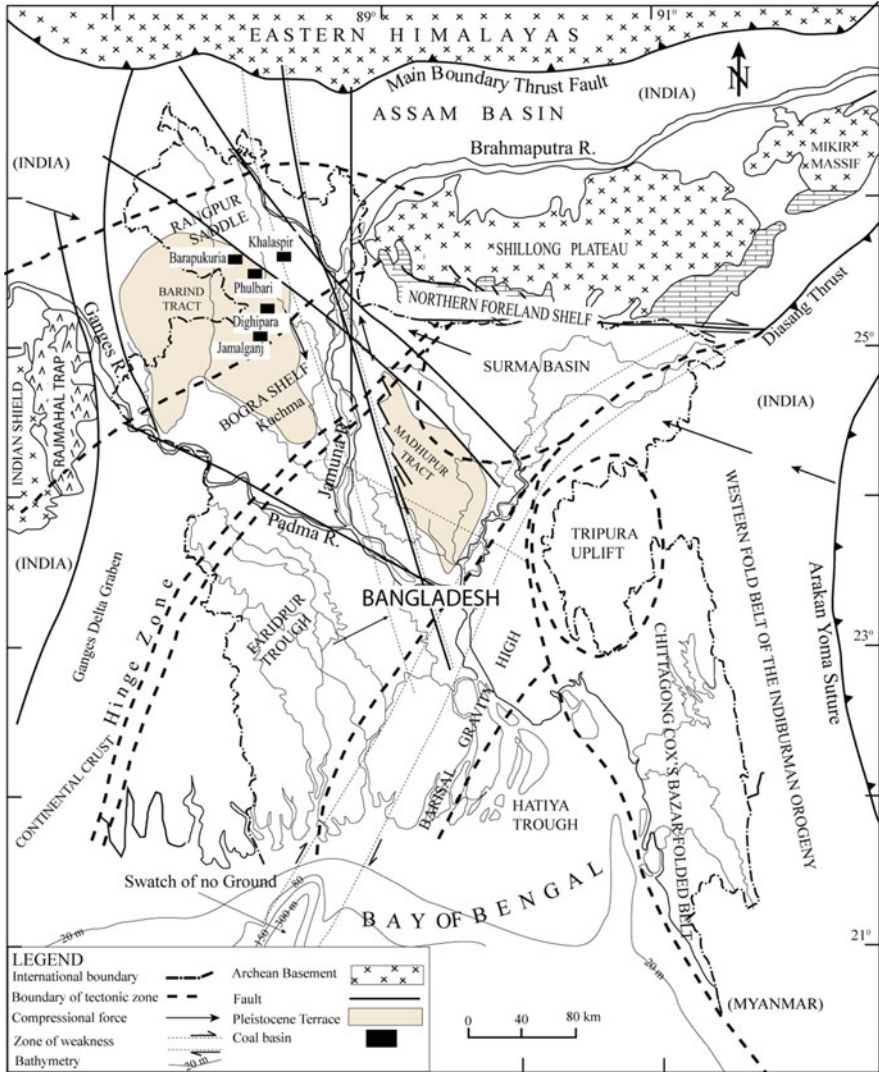 89°
91°
EASTERN HIMALAYAS
Main Boundary Thrust Fault
N
(INDIA)
ASSAM BASIN
Brahmaputra R.
MIKIR
MASSIF
(INDIA)
RANGPUR
SADDLE
Khalaspir
Barapukuria
Phulbari
BARIND
TRACT
Dighipara
Jamalganj
SHILLONG PLATEAU
NORTHERN FORELAND SHELF
Diasang Thrust
25°
Ganges R.
BOGRA SHELF
Kuchma
SURMA BASIN
(INDIA)
INDIAN SHIELD
RAJMAHAL TRAP
Jamuna R.
MADHUPUR
TRACT
(INDIA)
Padma R.
TRIPURA
UPLIFT
WESTERN FOLD BELT OF THE INDIBURMAN OROGENY
Arakan Yoma Suture
BANGLADESH
Ganges Delta Graben
Hinge Zone
FARIDPUR
TROUGH
23°
CONTINENTAL CRUST
BARISAL GRAVITY HIGH
CHITTAGONG COX'S BAZAR FOLDED BELT
HATIYA
TROUGH
Swatch of no Ground
BAY OF BENGAL
80
150
300 m
20 m
20 m
21°
(MYANMAR)
LEGEND
International boundary
Archean Basement
Boundary of tectonic zone
Fault
Compressional force
Pleistocene Terrace
Zone of weakness
Coal basin
Bathymetry
20 m
0 40 80 km